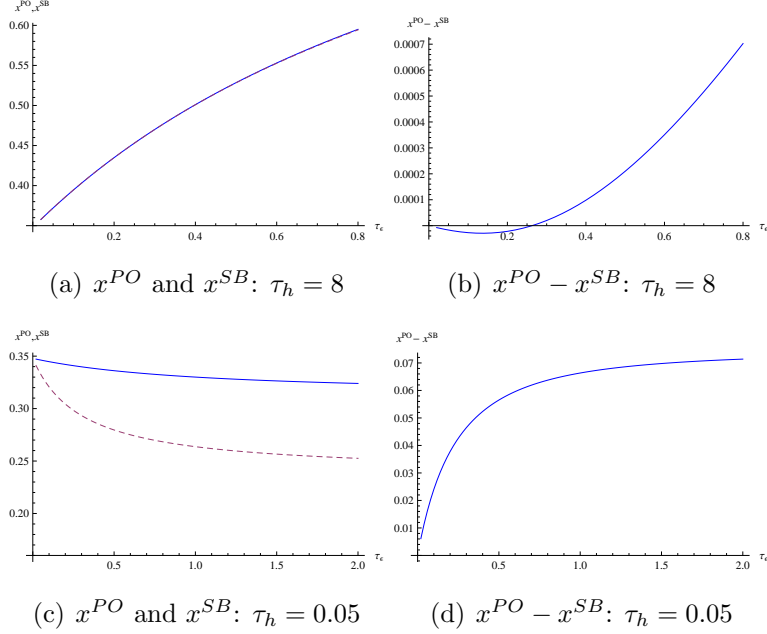 x^PO,x^SB
0.60
0.50
0.40
0.2 0.4 0.6 0.8 τ_ϵ
(a) x^{PO} and x^{SB}: τ_h = 8
x^PO − x^SB
0.0007
0.0006
0.0005
0.0004
0.0003
0.0002
0.0001
0.2 0.4 0.6 0.8 τ_ϵ
(b) x^{PO} − x^{SB}: τ_h = 8
x^PO,x^SB
0.35
0.30
0.25
0.20
0.5 1.0 1.5 2.0 τ_ϵ
(c) x^{PO} and x^{SB}: τ_h = 0.05
x^PO − x^SB
0.07
0.06
0.05
0.04
0.03
0.02
0.01
0.5 1.0 1.5 2.0 τ_ϵ
(d) x^{PO} − x^{SB}: τ_h = 0.05